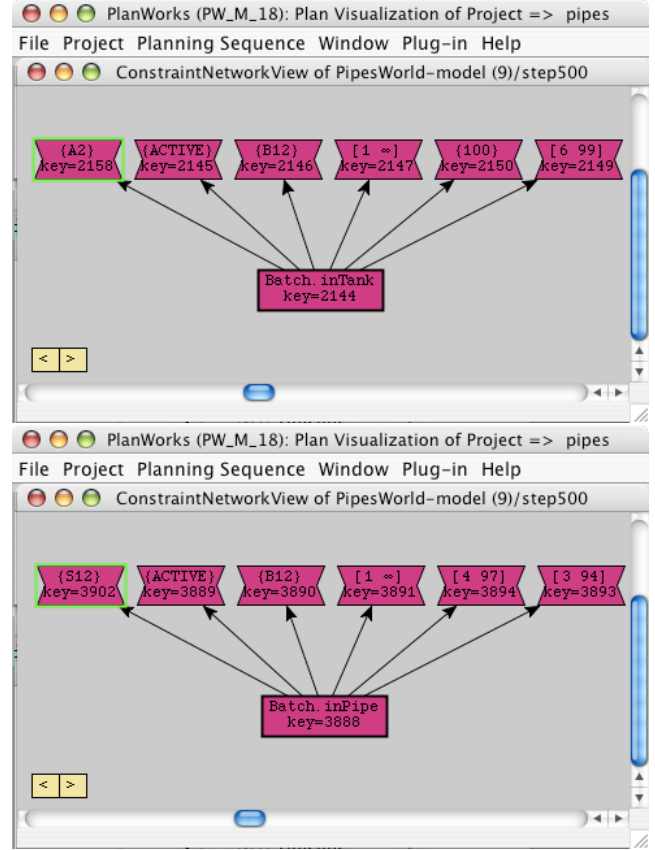 PlanWorks (PW_M_18): Plan Visualization of Project => pipes
File Project Planning Sequence Window Plug-in Help
ConstraintNetworkView of PipesWorld-model (9)/step500
{A2} {ACTIVE} {B12} [1 ∞] {100} [6 99]
key=2158 key=2145 key=2146 key=2147 key=2150 key=2149
Batch.inTank
key=2144
< >
PlanWorks (PW_M_18): Plan Visualization of Project => pipes
File Project Planning Sequence Window Plug-in Help
ConstraintNetworkView of PipesWorld-model (9)/step500
{S12} {ACTIVE} {B12} [1 ∞] [4 97] [3 94]
key=3902 key=3889 key=3890 key=3891 key=3894 key=3893
Batch.inPipe
key=3888
< >